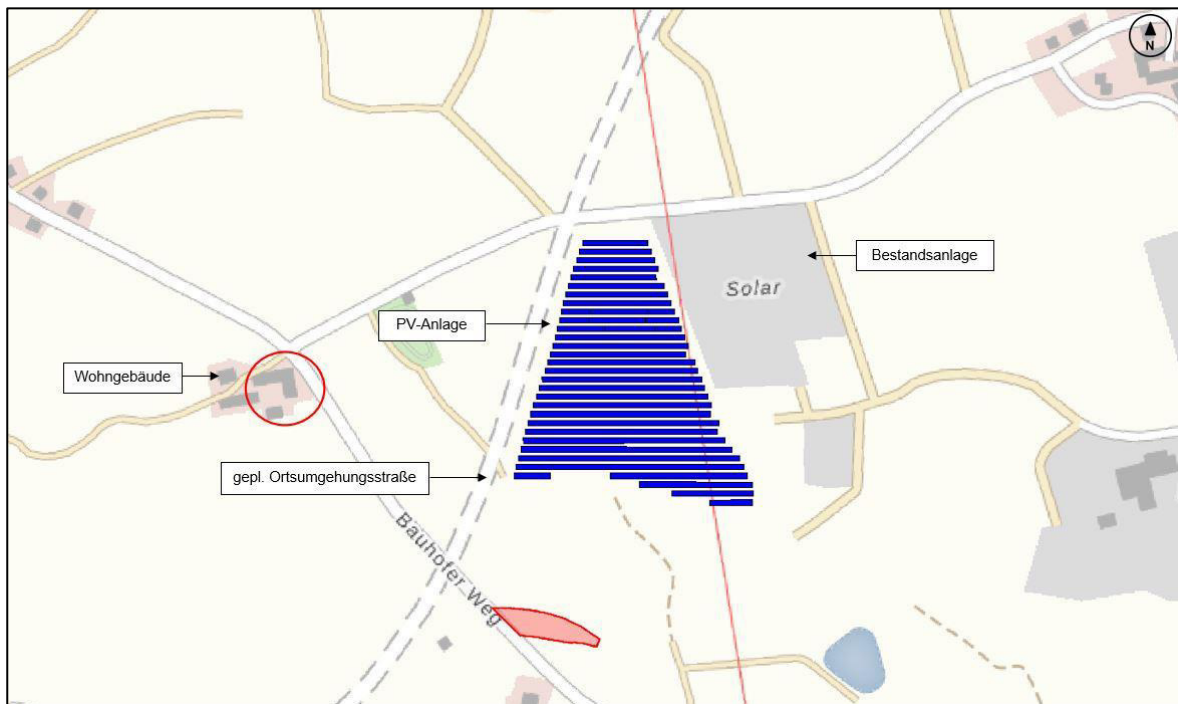 N
Bestandsanlage
Solar
PV-Anlage
Wohngebäude
gepl. Ortsumgehungsstraße
Bauhofer Weg